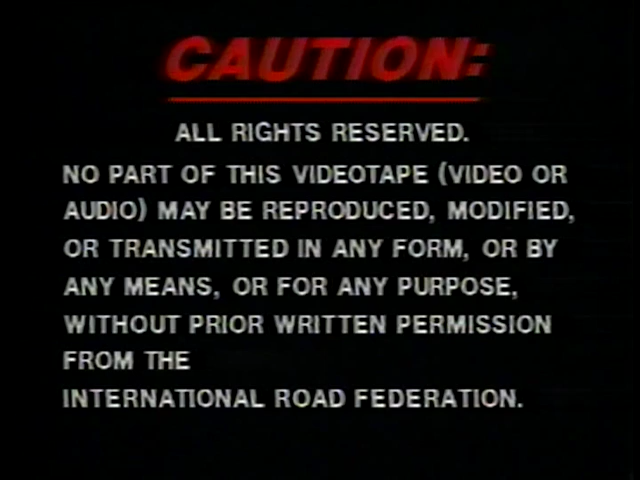 CAUTION:
ALL RIGHTS RESERVED.
NO PART OF THIS VIDEOTAPE (VIDEO OR
AUDIO) MAY BE REPRODUCED, MODIFIED,
OR TRANSMITTED IN ANY FORM, OR BY
ANY MEANS, OR FOR ANY PURPOSE,
WITHOUT PRIOR WRITTEN PERMISSION
FROM THE
INTERNATIONAL ROAD FEDERATION.